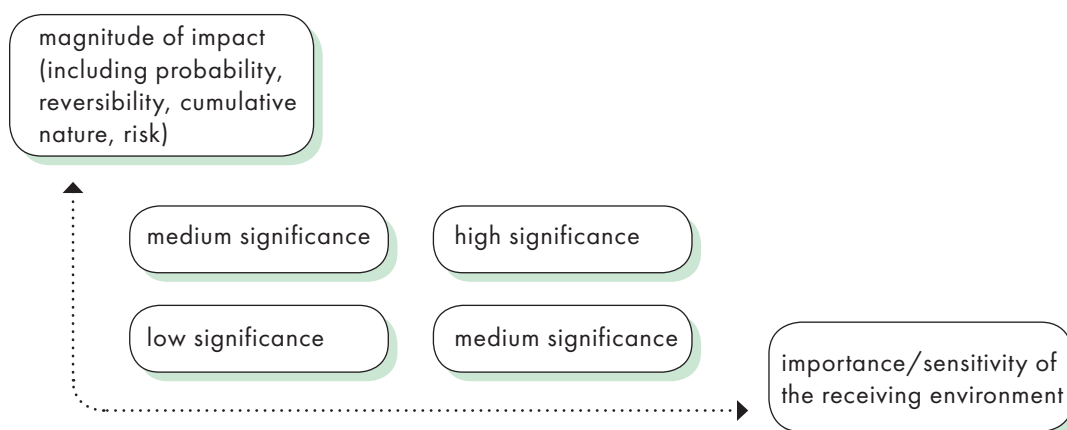 magnitude of impact
(including probability,
reversibility, cumulative
nature, risk)
medium significance
high significance
low significance
medium significance
importance/sensitivity of
the receiving environment